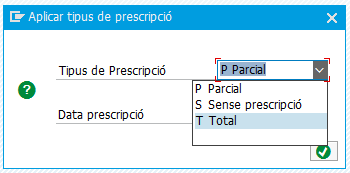 Aplicar tipus de prescripció
Tipus de Prescripció
P Parcial
P Parcial
S Sense prescripció
T Total
Data prescripció